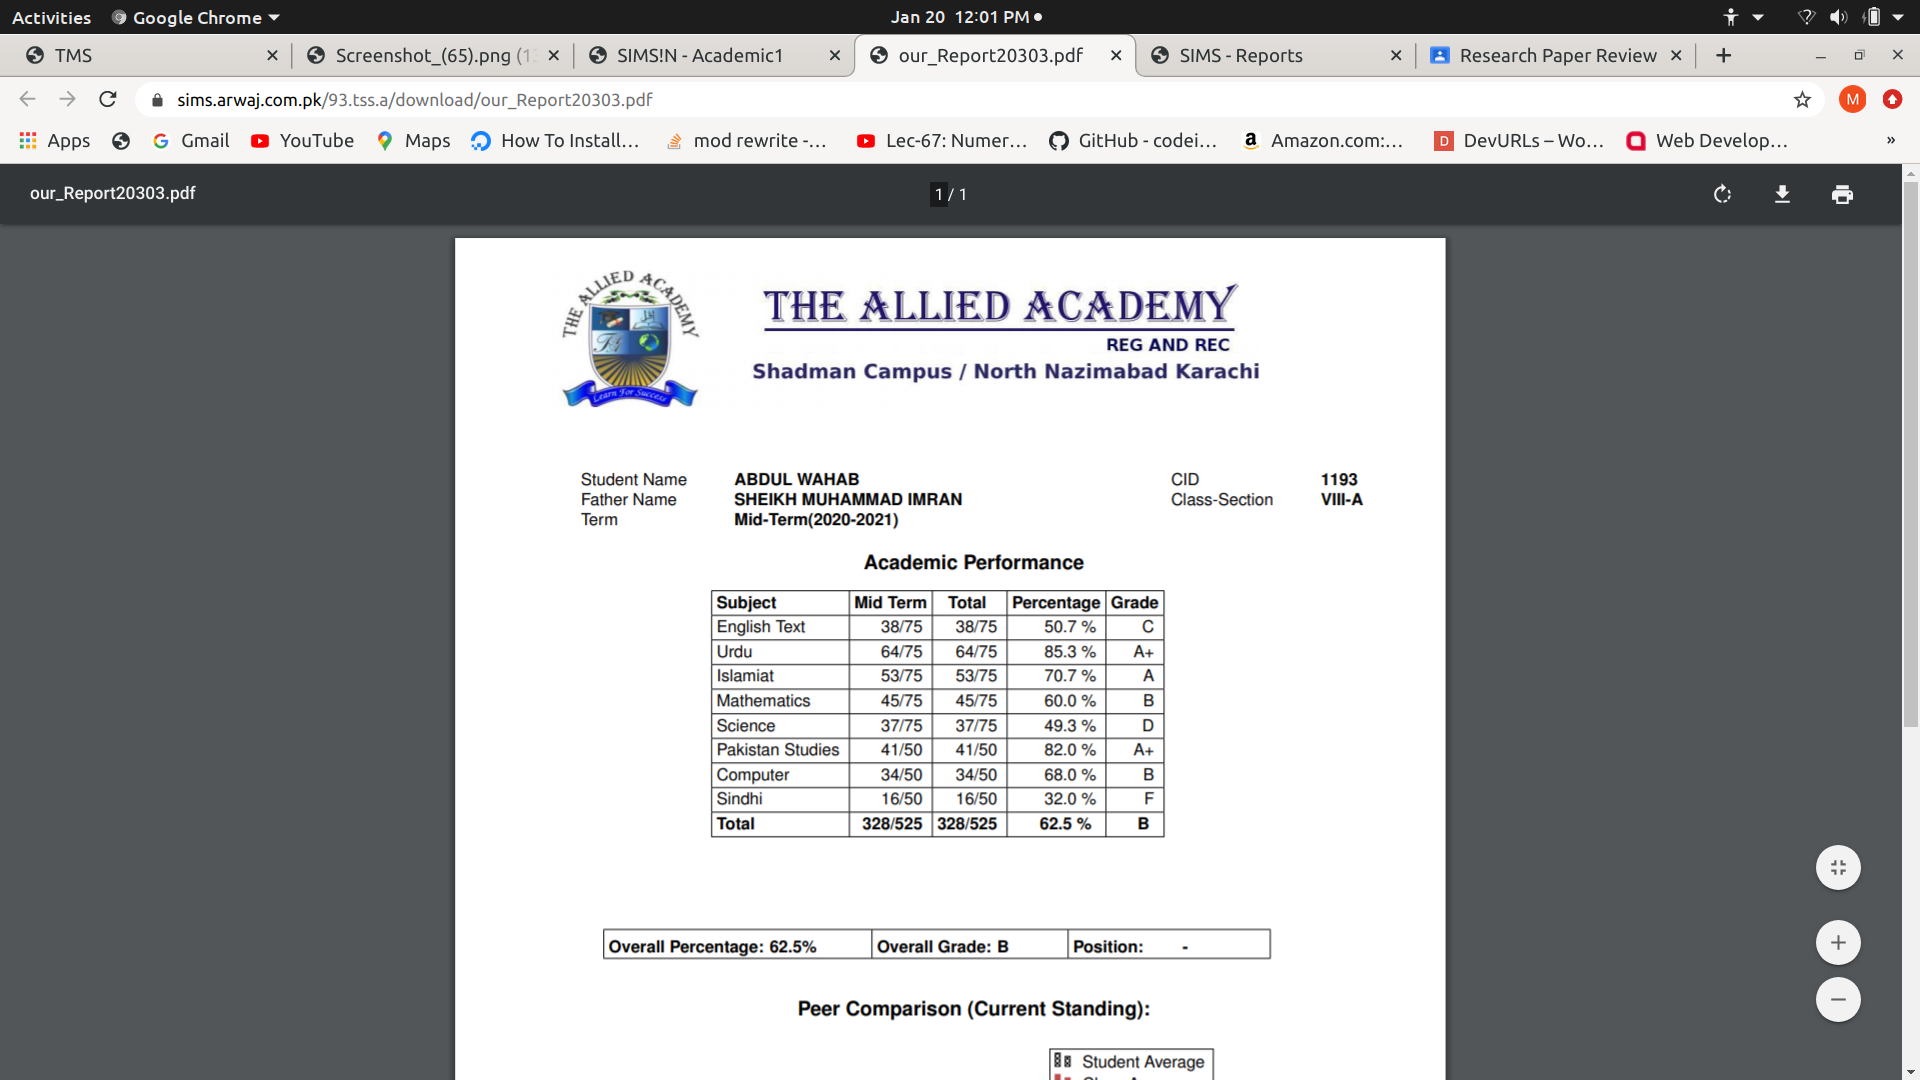 Activities Google Chrome Jan 20 12:01 PM
TMS Screenshot_(65).png (1 SIMS!N - Academic1 our_Report20303.pdf SIMS - Reports Research Paper Review
sims.arwaj.com.pk/93.tss.a/download/our_Report20303.pdf M
Apps Gmail YouTube Maps How To Install... mod rewrite -... Lec-67: Numer... GitHub - codei... Amazon.com:... DevURLs – Wo... Web Develop... »
our_Report20303.pdf 1 / 1
THE ALLIED ACADEMY
Learn For Success
THE ALLIED ACADEMY
REG AND REC
Shadman Campus / North Nazimabad Karachi
Student Name ABDUL WAHAB CID 1193
Father Name SHEIKH MUHAMMAD IMRAN Class-Section VIII-A
Term Mid-Term(2020-2021)
Academic Performance
Subject Mid Term Total Percentage Grade
English Text 38/75 38/75 50.7 % C
Urdu 64/75 64/75 85.3 % A+
Islamiat 53/75 53/75 70.7 % A
Mathematics 45/75 45/75 60.0 % B
Science 37/75 37/75 49.3 % D
Pakistan Studies 41/50 41/50 82.0 % A+
Computer 34/50 34/50 68.0 % B
Sindhi 16/50 16/50 32.0 % F
Total 328/525 328/525 62.5 % B
Overall Percentage: 62.5% Overall Grade: B Position: -
Peer Comparison (Current Standing):
Student Average